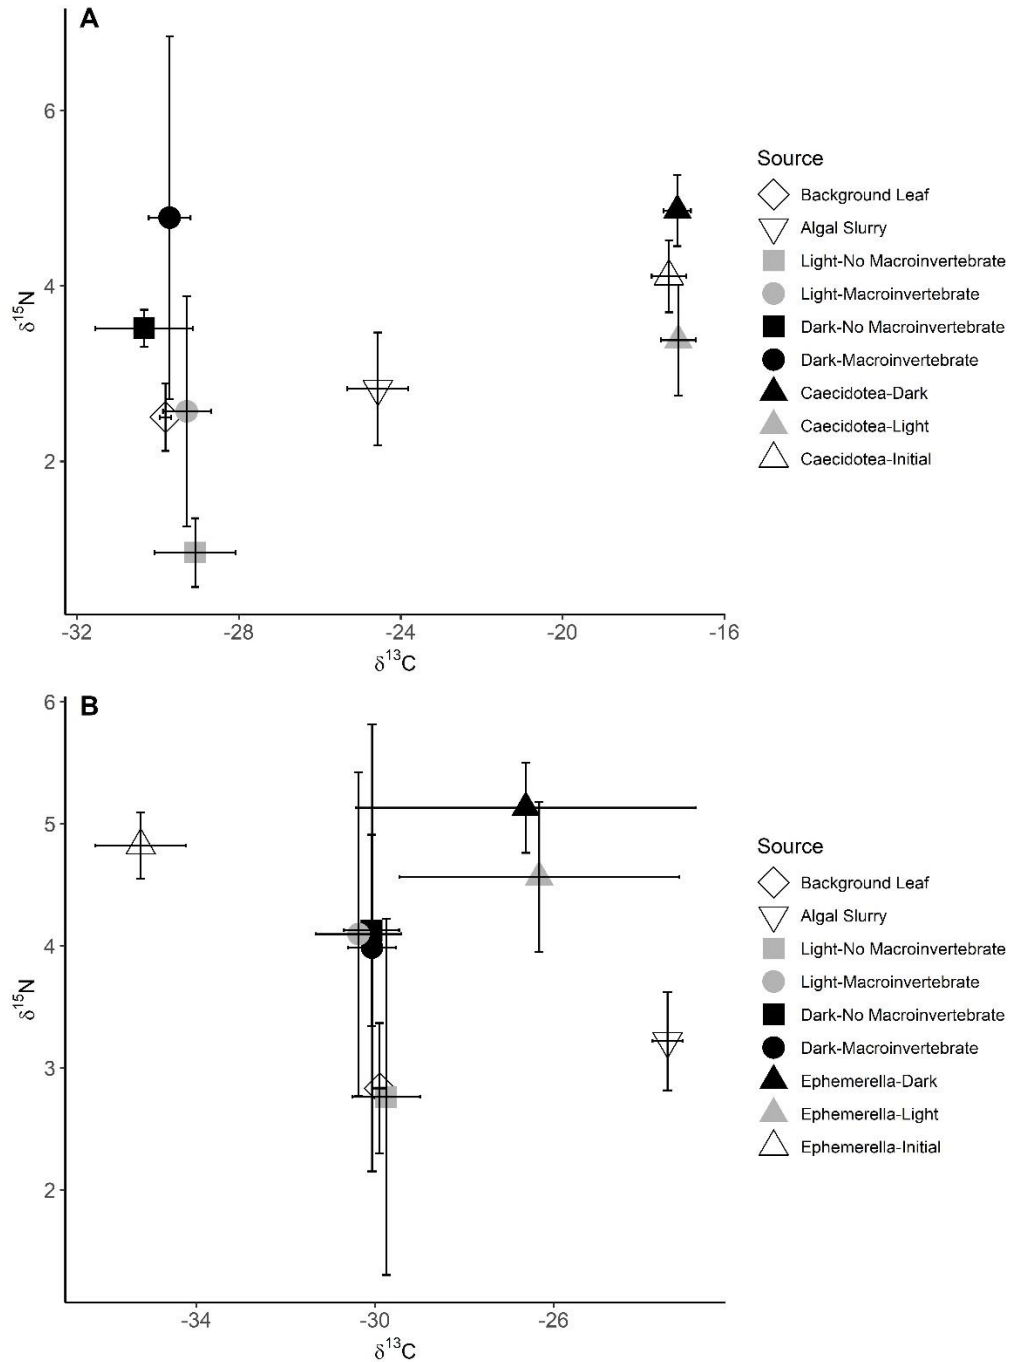 A
6
4
2
δ15N
-32 -28 -24 -20 -16
δ13C
Source
Background Leaf
Algal Slurry
Light-No Macroinvertebrate
Light-Macroinvertebrate
Dark-No Macroinvertebrate
Dark-Macroinvertebrate
Caecidotea-Dark
Caecidotea-Light
Caecidotea-Initial
B
6
5
4
3
2
δ15N
-34 -30 -26
δ13C
Source
Background Leaf
Algal Slurry
Light-No Macroinvertebrate
Light-Macroinvertebrate
Dark-No Macroinvertebrate
Dark-Macroinvertebrate
Ephemerella-Dark
Ephemerella-Light
Ephemerella-Initial